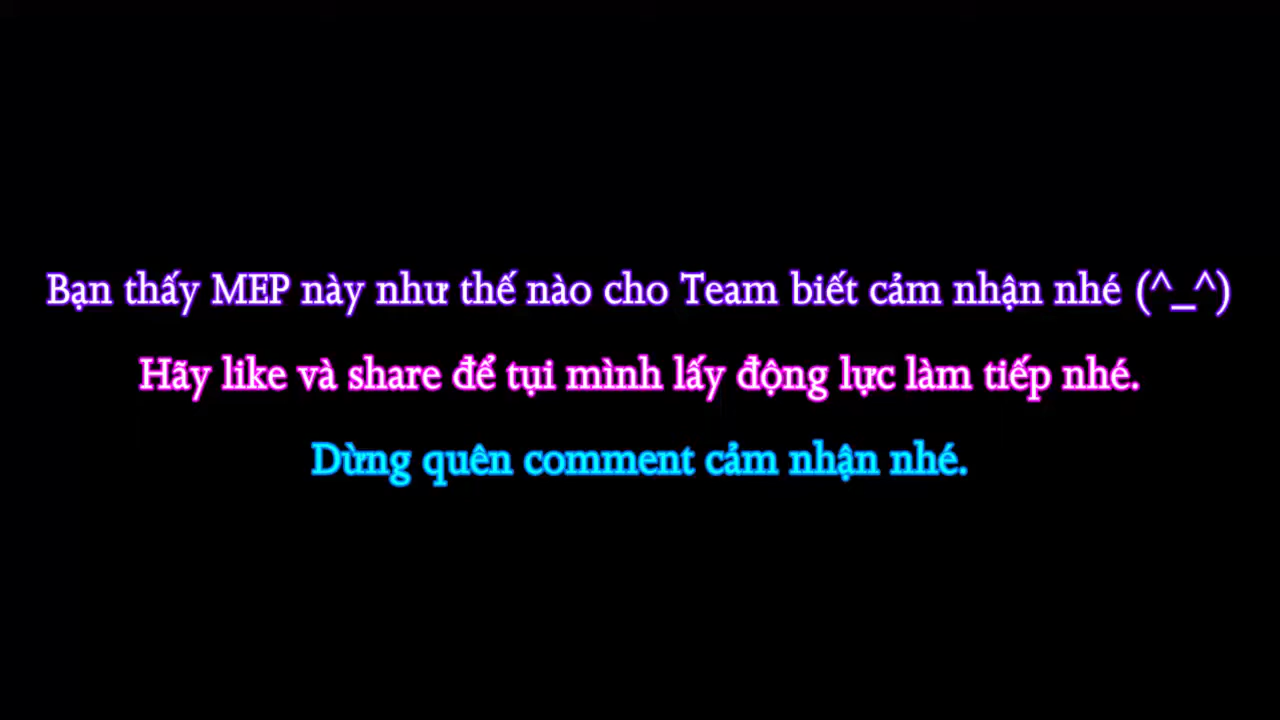 Bạn thấy MEP này như thế nào cho Team biết cảm nhận nhé (^_^)
Hãy like và share để tụi mình lấy động lực làm tiếp nhé.
Dừng quên comment cảm nhận nhé.